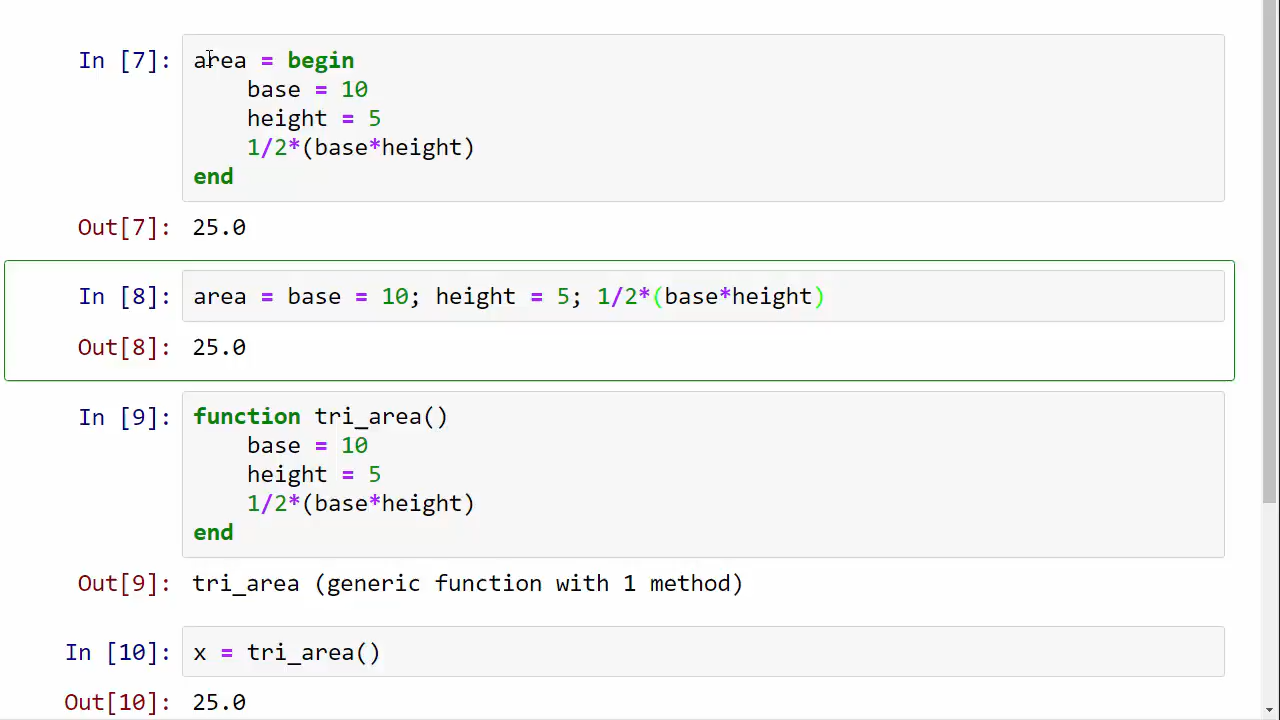 In [7]: area = begin
    base = 10
    height = 5
    1/2*(base*height)
end
Out[7]: 25.0
In [8]: area = base = 10; height = 5; 1/2*(base*height)
Out[8]: 25.0
In [9]: function tri_area()
    base = 10
    height = 5
    1/2*(base*height)
end
Out[9]: tri_area (generic function with 1 method)
In [10]: x = tri_area()
Out[10]: 25.0